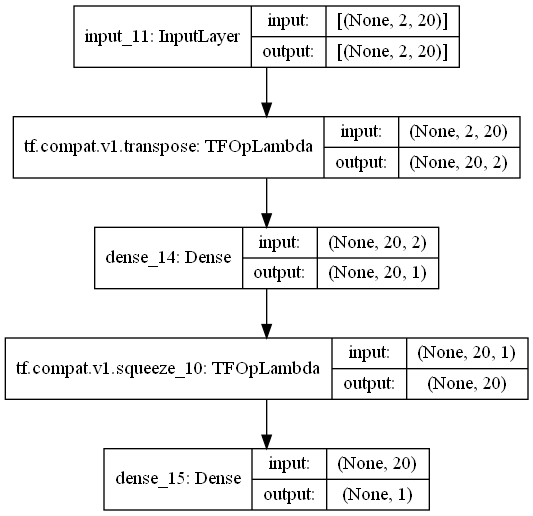 input_11: InputLayer
input: [(None, 2, 20)]
output: [(None, 2, 20)]
tf.compat.v1.transpose: TFOpLambda
input: (None, 2, 20)
output: (None, 20, 2)
dense_14: Dense
input: (None, 20, 2)
output: (None, 20, 1)
tf.compat.v1.squeeze_10: TFOpLambda
input: (None, 20, 1)
output: (None, 20)
dense_15: Dense
input: (None, 20)
output: (None, 1)